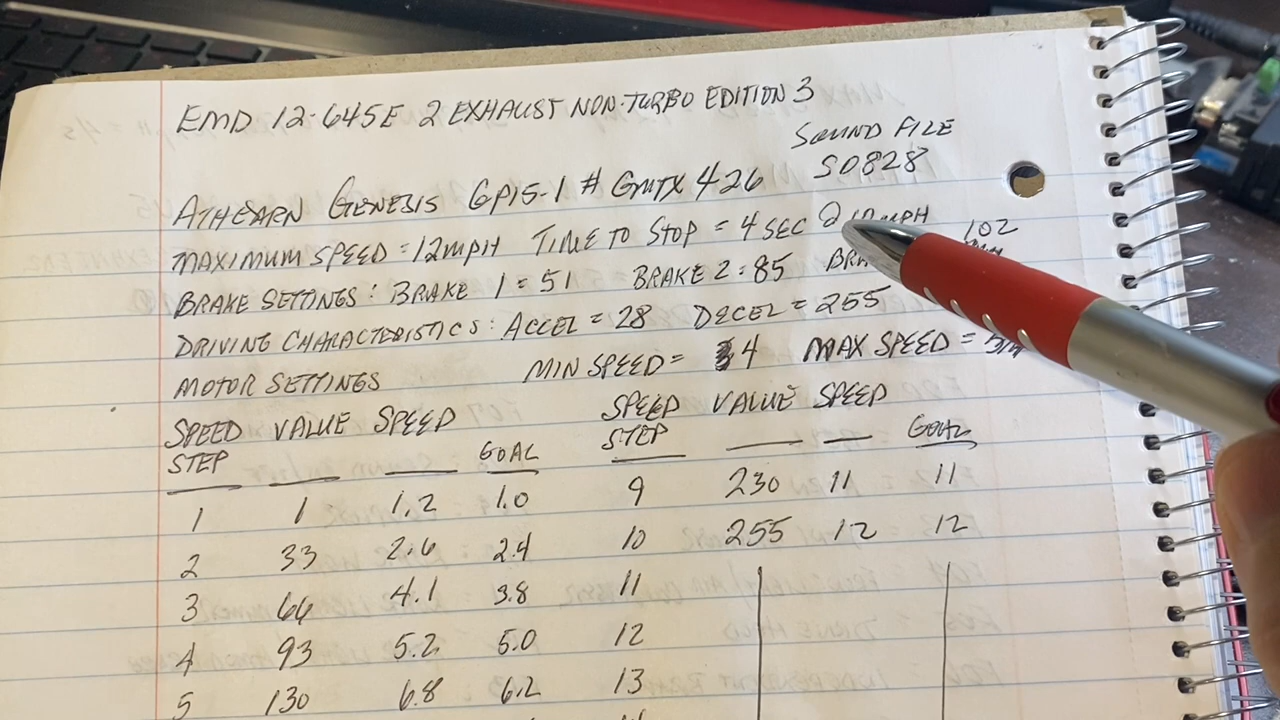 EMD 12-645E 2 EXHAUST NON-TURBO EDITION 3
SOUND FILE
ATHEARN GENESIS GP15-1 # GMTX 426 S0828
MAXIMUM SPEED = 12MPH TIME TO STOP = 4 SEC
BRAKE SETTINGS: BRAKE 1 = 51 BRAKE 2 = 85 102
DRIVING CHARACTERISTICS: ACCEL = 28 DECEL = 255
MOTOR SETTINGS MIN SPEED = 4 MAX SPEED =
SPEED STEP VALUE SPEED GOAL SPEED STEP VALUE SPEED GOAL
1 1 1.2 1.0 9 230 11 11
2 33 2.6 2.4 10 255 12 12
3 66 4.1 3.8 11
4 93 5.2 5.0 12
5 130 6.8 6.2 13